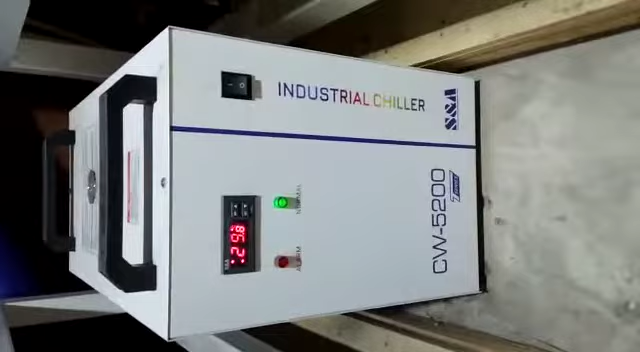 INDUSTRIAL CHILLER
S&A
29.8
NORMAL
ALARM
CW-5200